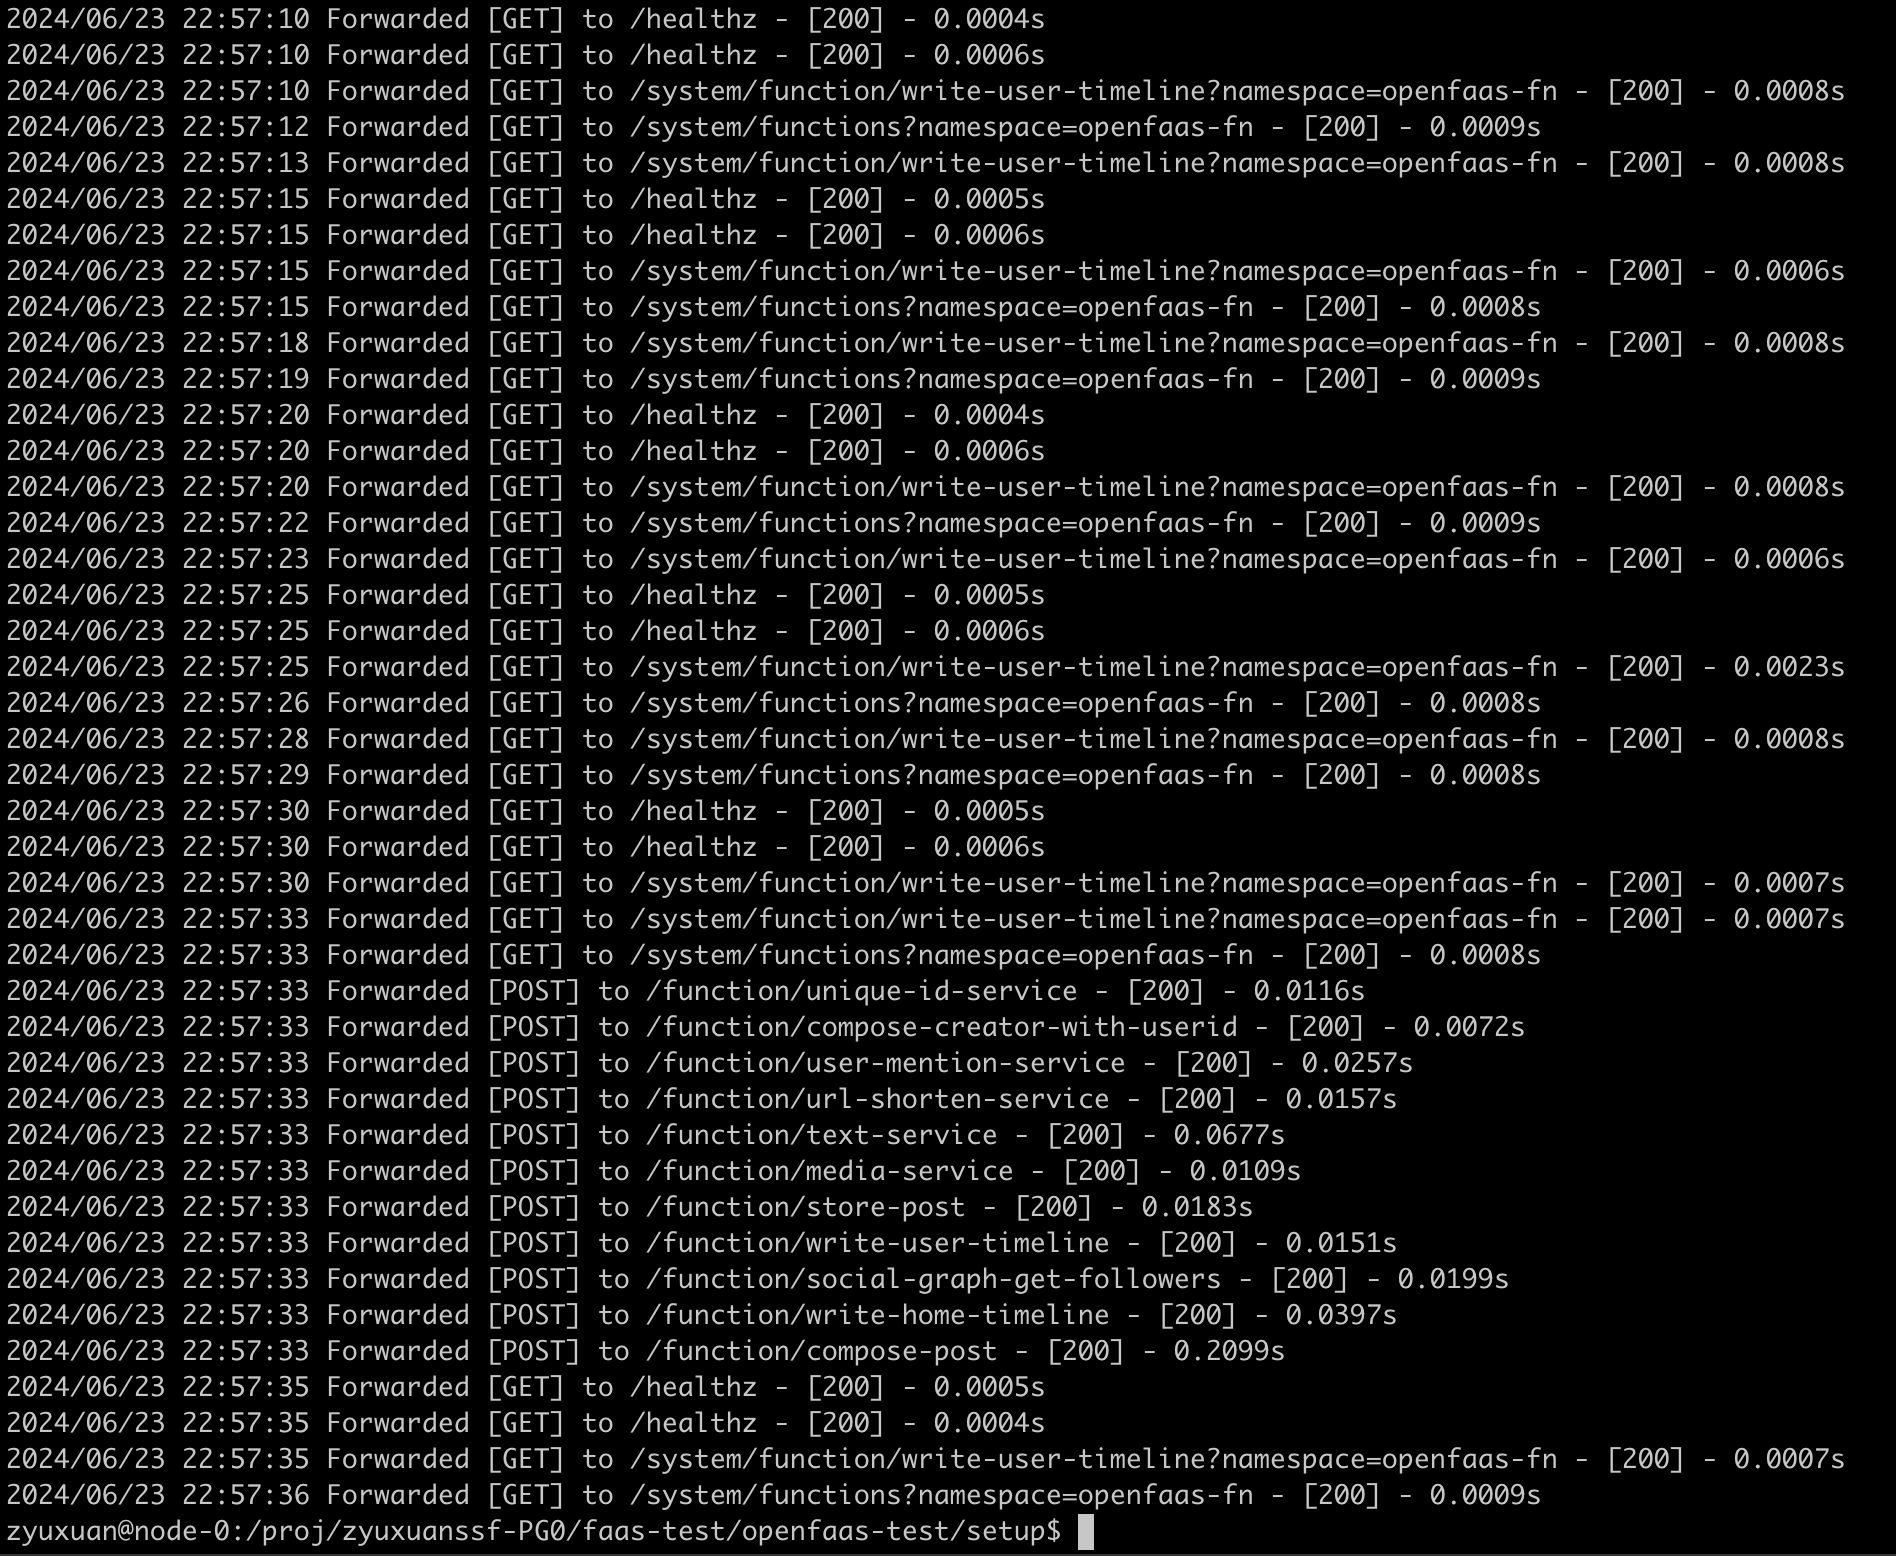 2024/06/23 22:57:10 Forwarded [GET] to /healthz - [200] - 0.0004s
2024/06/23 22:57:10 Forwarded [GET] to /healthz - [200] - 0.0006s
2024/06/23 22:57:10 Forwarded [GET] to /system/function/write-user-timeline?namespace=openfaas-fn - [200] - 0.0008s
2024/06/23 22:57:12 Forwarded [GET] to /system/functions?namespace=openfaas-fn - [200] - 0.0009s
2024/06/23 22:57:13 Forwarded [GET] to /system/function/write-user-timeline?namespace=openfaas-fn - [200] - 0.0008s
2024/06/23 22:57:15 Forwarded [GET] to /healthz - [200] - 0.0005s
2024/06/23 22:57:15 Forwarded [GET] to /healthz - [200] - 0.0006s
2024/06/23 22:57:15 Forwarded [GET] to /system/function/write-user-timeline?namespace=openfaas-fn - [200] - 0.0006s
2024/06/23 22:57:15 Forwarded [GET] to /system/functions?namespace=openfaas-fn - [200] - 0.0008s
2024/06/23 22:57:18 Forwarded [GET] to /system/function/write-user-timeline?namespace=openfaas-fn - [200] - 0.0008s
2024/06/23 22:57:19 Forwarded [GET] to /system/functions?namespace=openfaas-fn - [200] - 0.0009s
2024/06/23 22:57:20 Forwarded [GET] to /healthz - [200] - 0.0004s
2024/06/23 22:57:20 Forwarded [GET] to /healthz - [200] - 0.0006s
2024/06/23 22:57:20 Forwarded [GET] to /system/function/write-user-timeline?namespace=openfaas-fn - [200] - 0.0008s
2024/06/23 22:57:22 Forwarded [GET] to /system/functions?namespace=openfaas-fn - [200] - 0.0009s
2024/06/23 22:57:23 Forwarded [GET] to /system/function/write-user-timeline?namespace=openfaas-fn - [200] - 0.0006s
2024/06/23 22:57:25 Forwarded [GET] to /healthz - [200] - 0.0005s
2024/06/23 22:57:25 Forwarded [GET] to /healthz - [200] - 0.0006s
2024/06/23 22:57:25 Forwarded [GET] to /system/function/write-user-timeline?namespace=openfaas-fn - [200] - 0.0023s
2024/06/23 22:57:26 Forwarded [GET] to /system/functions?namespace=openfaas-fn - [200] - 0.0008s
2024/06/23 22:57:28 Forwarded [GET] to /system/function/write-user-timeline?namespace=openfaas-fn - [200] - 0.0008s
2024/06/23 22:57:29 Forwarded [GET] to /system/functions?namespace=openfaas-fn - [200] - 0.0008s
2024/06/23 22:57:30 Forwarded [GET] to /healthz - [200] - 0.0005s
2024/06/23 22:57:30 Forwarded [GET] to /healthz - [200] - 0.0006s
2024/06/23 22:57:30 Forwarded [GET] to /system/function/write-user-timeline?namespace=openfaas-fn - [200] - 0.0007s
2024/06/23 22:57:33 Forwarded [GET] to /system/function/write-user-timeline?namespace=openfaas-fn - [200] - 0.0007s
2024/06/23 22:57:33 Forwarded [GET] to /system/functions?namespace=openfaas-fn - [200] - 0.0008s
2024/06/23 22:57:33 Forwarded [POST] to /function/unique-id-service - [200] - 0.0116s
2024/06/23 22:57:33 Forwarded [POST] to /function/compose-creator-with-userid - [200] - 0.0072s
2024/06/23 22:57:33 Forwarded [POST] to /function/user-mention-service - [200] - 0.0257s
2024/06/23 22:57:33 Forwarded [POST] to /function/url-shorten-service - [200] - 0.0157s
2024/06/23 22:57:33 Forwarded [POST] to /function/text-service - [200] - 0.0677s
2024/06/23 22:57:33 Forwarded [POST] to /function/media-service - [200] - 0.0109s
2024/06/23 22:57:33 Forwarded [POST] to /function/store-post - [200] - 0.0183s
2024/06/23 22:57:33 Forwarded [POST] to /function/write-user-timeline - [200] - 0.0151s
2024/06/23 22:57:33 Forwarded [POST] to /function/social-graph-get-followers - [200] - 0.0199s
2024/06/23 22:57:33 Forwarded [POST] to /function/write-home-timeline - [200] - 0.0397s
2024/06/23 22:57:33 Forwarded [POST] to /function/compose-post - [200] - 0.2099s
2024/06/23 22:57:35 Forwarded [GET] to /healthz - [200] - 0.0005s
2024/06/23 22:57:35 Forwarded [GET] to /healthz - [200] - 0.0004s
2024/06/23 22:57:35 Forwarded [GET] to /system/function/write-user-timeline?namespace=openfaas-fn - [200] - 0.0007s
2024/06/23 22:57:36 Forwarded [GET] to /system/functions?namespace=openfaas-fn - [200] - 0.0009s
zyuxuan@node-0:/proj/zyuxuanssf-PG0/faas-test/openfaas-test/setup$